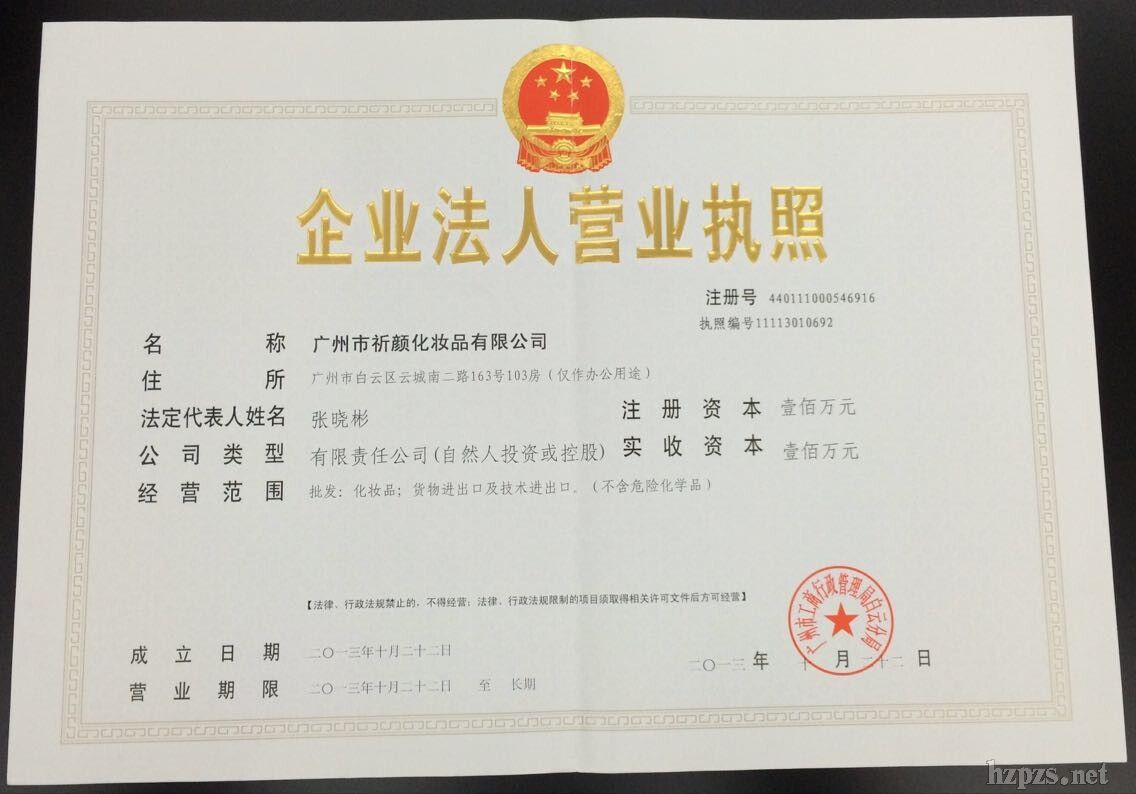 企业法人营业执照
注册号 440111000546916
执照编号11113010692
名称 广州市祈颜化妆品有限公司
住所 广州市白云区云城南二路163号103房（仅作办公用途）
法定代表人姓名 张晓彬
注册资本 壹佰万元
公司类型 有限责任公司(自然人投资或控股)
实收资本 壹佰万元
经营范围 批发：化妆品；货物进出口及技术进出口。（不含危险化学品）
【法律、行政法规禁止的，不得经营；法律、行政法规限制的项目须取得相关许可文件后方可经营】
广州市工商行政管理局白云分局
成立日期 二〇一三年十月二十二日
二〇一三年十月二十二日
营业期限 二〇一三年十月二十二日 至 长期
hzpzs.net